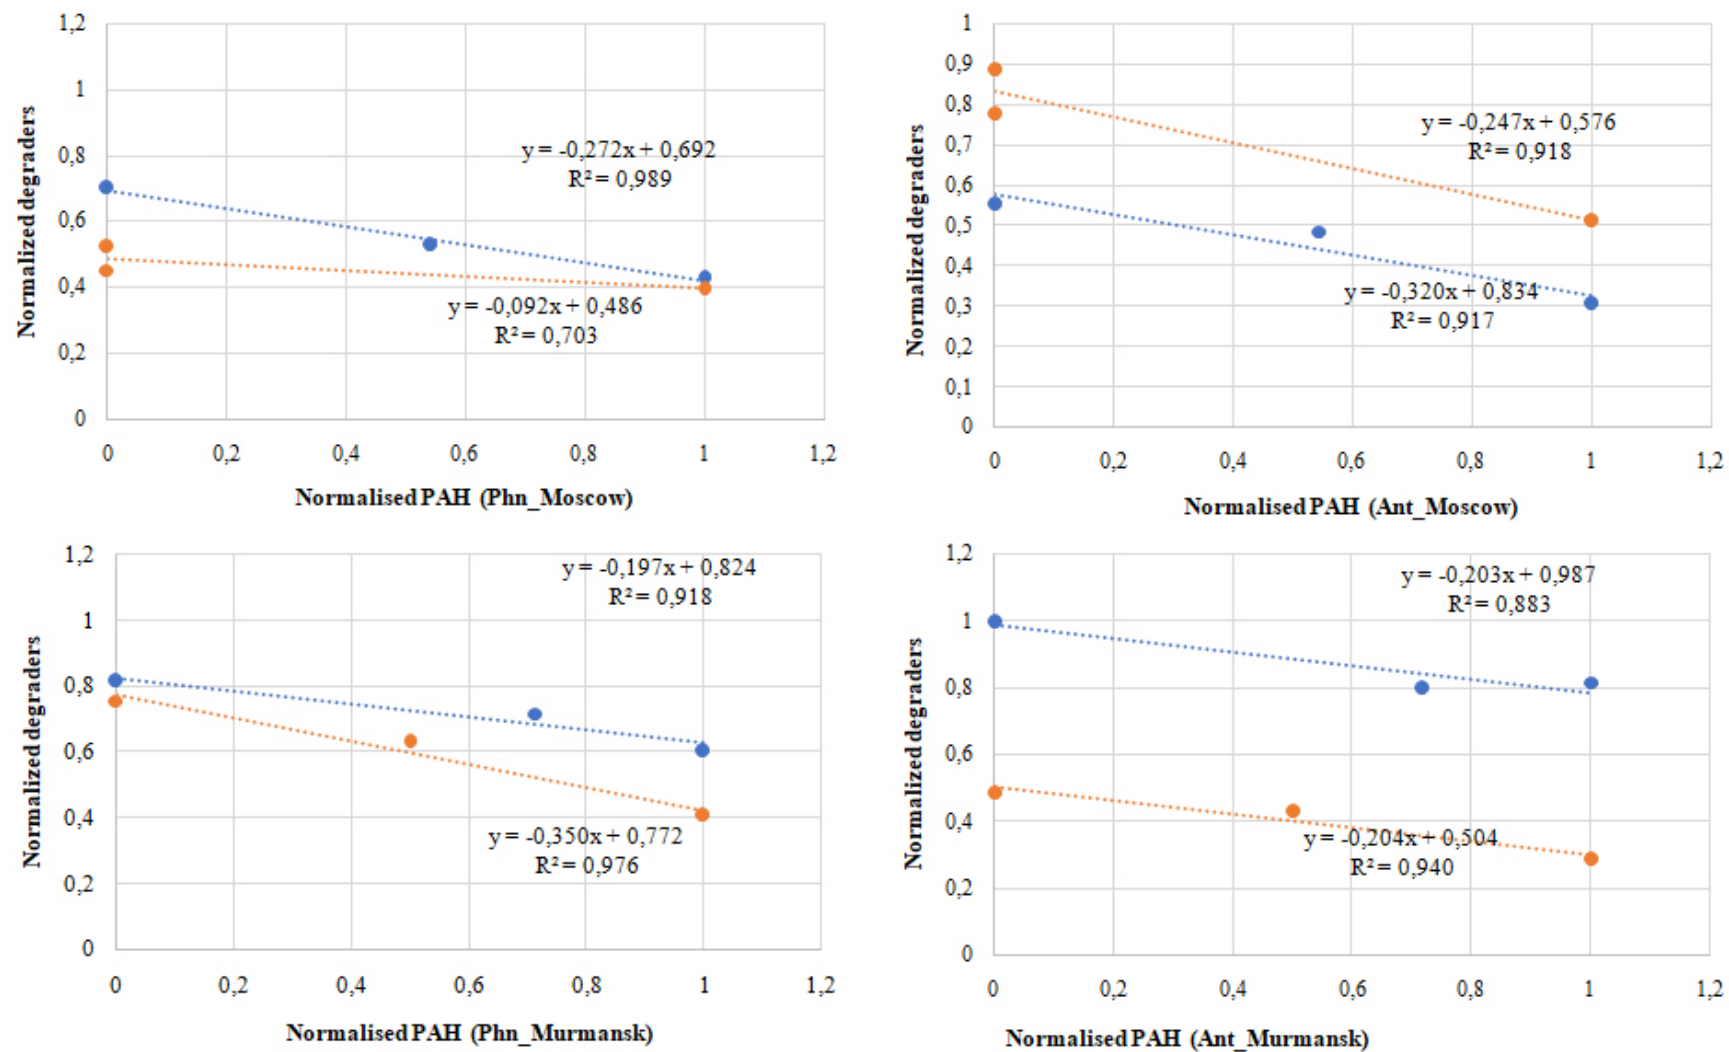 1,2
1
0,8
0,6
0,4
0,2
0
Normalized degraders
y = -0,272x + 0,692
R² = 0,989
y = -0,092x + 0,486
R² = 0,703
0 0,2 0,4 0,6 0,8 1 1,2
Normalised PAH (Phn_Moscow)
1
0,9
0,8
0,7
0,6
0,5
0,4
0,3
0,2
0,1
0
Normalized degraders
y = -0,247x + 0,576
R² = 0,918
y = -0,320x + 0,834
R² = 0,917
0 0,2 0,4 0,6 0,8 1 1,2
Normalised PAH (Ant_Moscow)
1,2
1
0,8
0,6
0,4
0,2
0
Normalized degraders
y = -0,197x + 0,824
R² = 0,918
y = -0,350x + 0,772
R² = 0,976
0 0,2 0,4 0,6 0,8 1 1,2
Normalised PAH (Phn_Murmansk)
1,2
1
0,8
0,6
0,4
0,2
0
Normalized degraders
y = -0,203x + 0,987
R² = 0,883
y = -0,204x + 0,504
R² = 0,940
0 0,2 0,4 0,6 0,8 1 1,2
Normalised PAH (Ant_Murmansk)